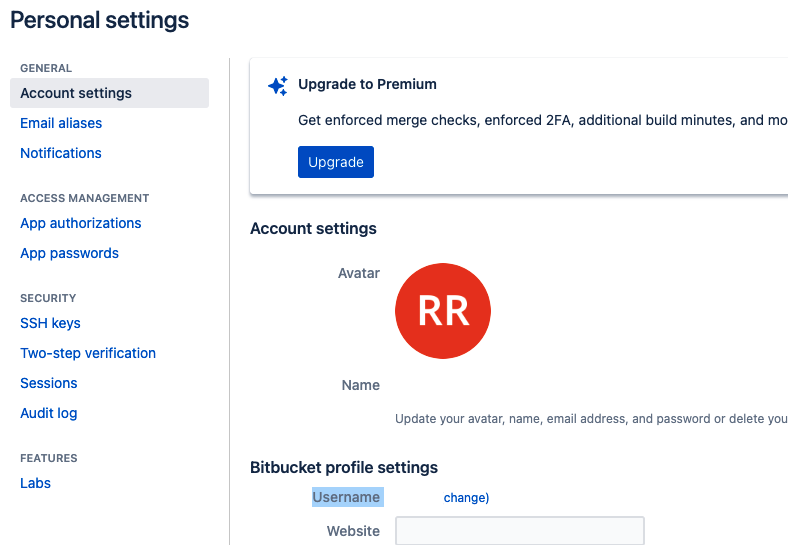 Personal settings
GENERAL
Account settings
Email aliases
Notifications
ACCESS MANAGEMENT
App authorizations
App passwords
SECURITY
SSH keys
Two-step verification
Sessions
Audit log
FEATURES
Labs
Upgrade to Premium
Get enforced merge checks, enforced 2FA, additional build minutes, and mo
Upgrade
Account settings
Avatar
RR
Name
Update your avatar, name, email address, and password or delete you
Bitbucket profile settings
Username change)
Website